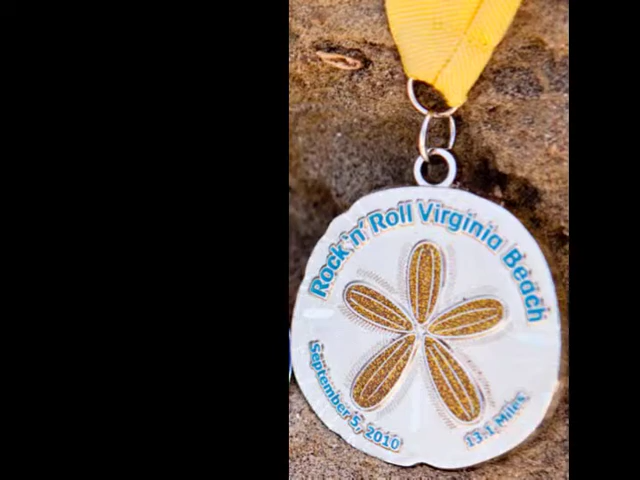 Rock 'n' Roll Virginia Beach
September 5, 2010
13.1 Miles